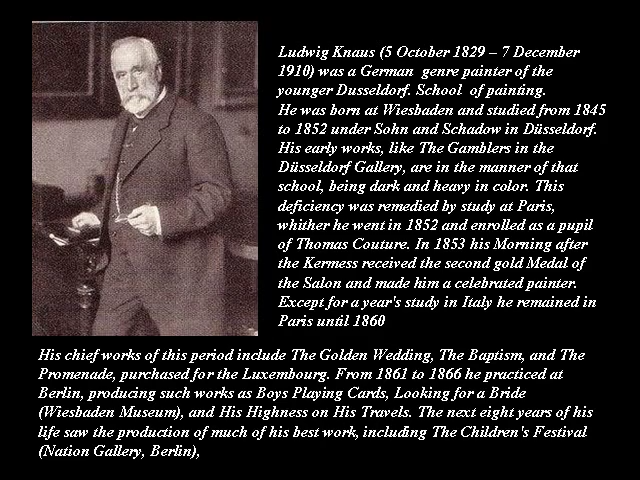 Ludwig Knaus (5 October 1829 – 7 December
1910) was a German  genre painter of the
younger Dusseldorf. School  of painting.
He was born at Wiesbaden and studied from 1845
to 1852 under Sohn and Schadow in Düsseldorf.
His early works, like The Gamblers in the
Düsseldorf Gallery, are in the manner of that
school, being dark and heavy in color. This
deficiency was remedied by study at Paris,
whither he went in 1852 and enrolled as a pupil
of Thomas Couture. In 1853 his Morning after
the Kermess received the second gold Medal of
the Salon and made him a celebrated painter.
Except for a year's study in Italy he remained in
Paris until 1860
His chief works of this period include The Golden Wedding, The Baptism, and The
Promenade, purchased for the Luxembourg. From 1861 to 1866 he practiced at
Berlin, producing such works as Boys Playing Cards, Looking for a Bride
(Wiesbaden Museum), and His Highness on His Travels. The next eight years of his
life saw the production of much of his best work, including The Children's Festival
(Nation Gallery, Berlin),